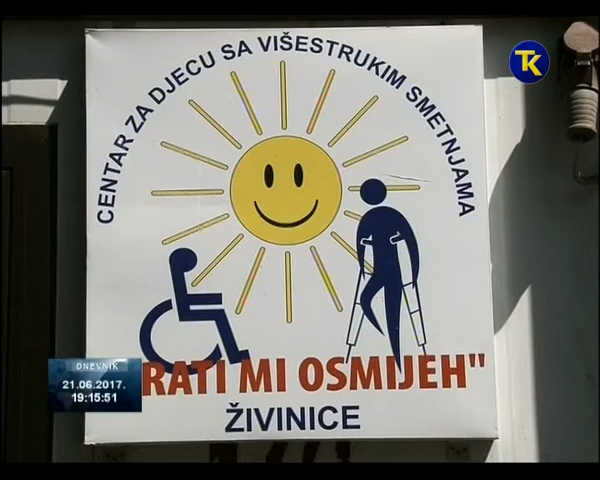 CENTAR ZA DJECU SA VIŠESTRUKIM SMETNJAMA
TK
RATI MI OSMIJEH"
ŽIVINICE
DNEVNIK
21.06.2017.
19:15:51